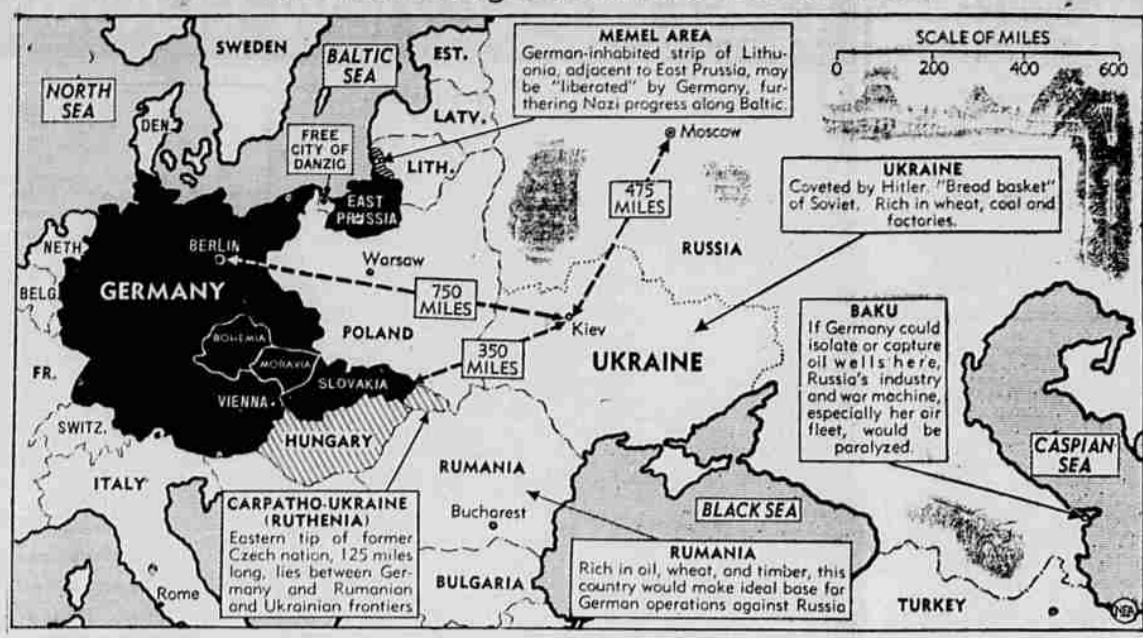 SCALE OF MILES
0 200 400 600
SWEDEN
BALTIC
SEA
EST.
NORTH
SEA
DEN.
LATV.
FREE
CITY OF
DANZIG
LITH.
MEMEL AREA
German-inhabited strip of Lithu-
ania, adjacent to East Prussia, may
be "liberated" by Germany, fur-
thering Nazi progress along Baltic.
Moscow
475
MILES
UKRAINE
Coveted by Hitler. "Bread basket"
of Soviet. Rich in wheat, coal and
factories.
EAST
PRUSSIA
RUSSIA
NETH.
BERLIN
Warsaw
BELG.
GERMANY
750
MILES
POLAND
Kiev
BOHEMIA
MORAVIA
350
MILES
UKRAINE
FR.
SLOVAKIA
VIENNA
SWITZ.
HUNGARY
BAKU
If Germany could
isolate or capture
oil wells here,
Russia's industry
and war machine,
especially her air
fleet, would be
paralyzed.
CASPIAN
SEA
ITALY
RUMANIA
CARPATHO-UKRAINE
(RUTHENIA)
Eastern tip of former
Czech nation, 125 miles
long, lies between Ger-
many and Rumanian
and Ukrainian frontiers
Bucharest
BLACK SEA
RUMANIA
Rich in oil, wheat, and timber, this
country would make ideal base for
German operations against Russia
Rome
BULGARIA
TURKEY
NEA